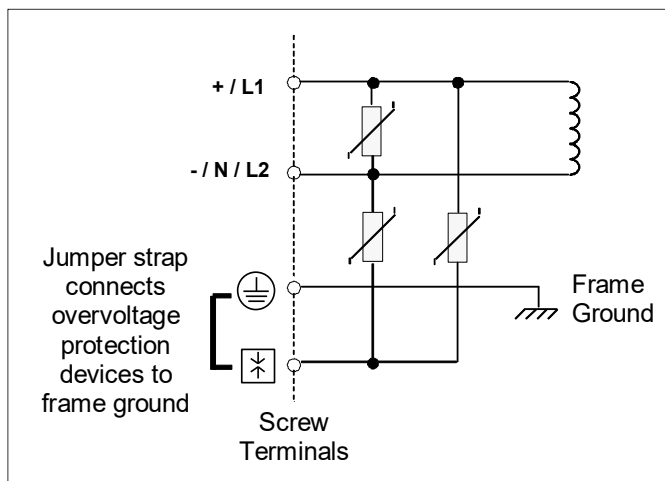 + / L1
- / N / L2
Jumper strap
connects
overvoltage
protection
devices to
frame ground
Frame
Ground
Screw
Terminals